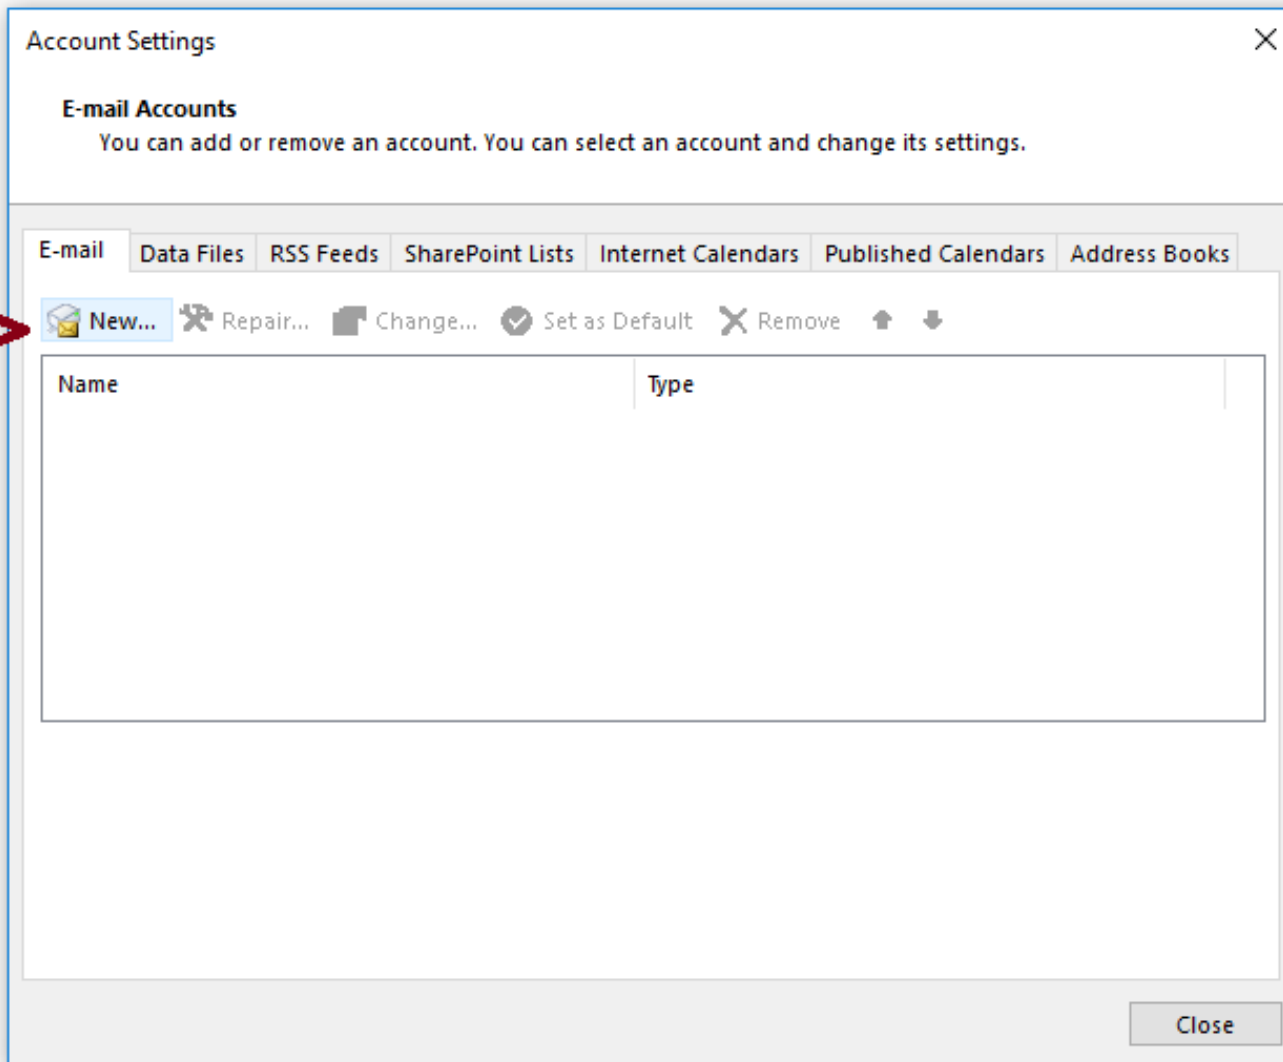 Account Settings
E-mail Accounts
You can add or remove an account. You can select an account and change its settings.
E-mail Data Files RSS Feeds SharePoint Lists Internet Calendars Published Calendars Address Books
New... Repair... Change... Set as Default Remove
Name Type
Close